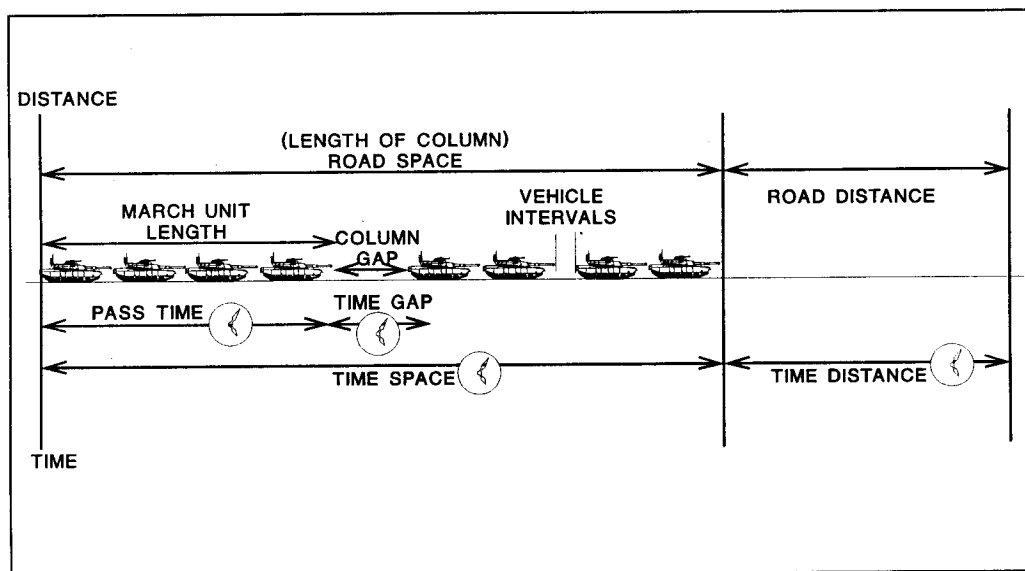 DISTANCE
(LENGTH OF COLUMN)
ROAD SPACE
ROAD DISTANCE
MARCH UNIT
LENGTH
VEHICLE
INTERVALS
COLUMN
GAP
PASS TIME
TIME GAP
TIME SPACE
TIME DISTANCE
TIME